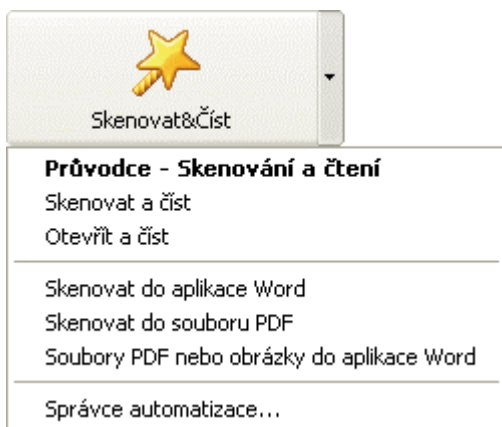 Skenovat&Číst
Průvodce - Skenování a čtení
Skenovat a číst
Otevřít a číst
Skenovat do aplikace Word
Skenovat do souboru PDF
Soubory PDF nebo obrázky do aplikace Word
Správce automatizace...